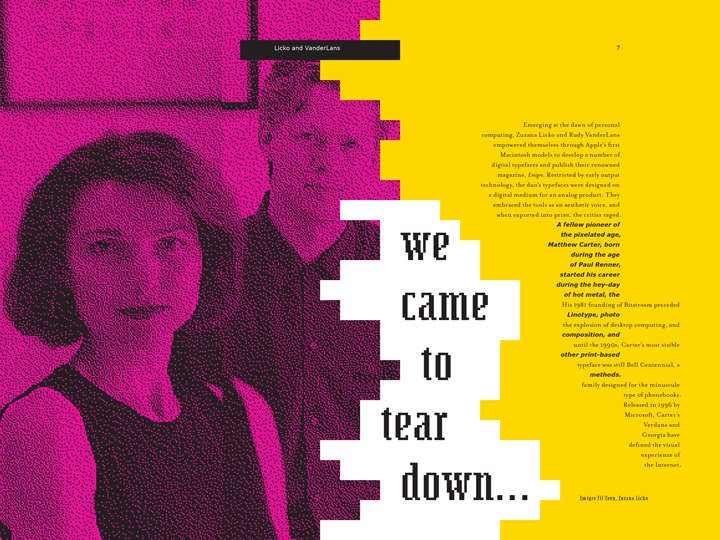 Licko and VanderLans
7
Emerging at the dawn of personal
computing, Zuzana Licko and Rudy VanderLans
empowered themselves through Apple's first
Macintosh models to develop a number of
digital typefaces and publish their renowned
magazine, Emigre. Restricted by early output
technology, the duo's typefaces were designed on
a digital medium for an analog product. They
embraced the tools as an aesthetic voice, and
when exported into print, the critics raged.
A fellow pioneer of
the pixelated age,
Matthew Carter, born
during the age
of Paul Renner,
started his career
during the hey-day
of hot metal, the
His 1981 founding of Bitstream preceded
Linotype, photo
the explosion of desktop computing, and
composition, and
until the 1990s, Carter's most visible
other print-based
typeface was still Bell Centennial, a
methods.
family designed for the minuscule
type of phonebooks.
Released in 1996 by
Microsoft, Carter's
Verdana and
Georgia have
defined the visual
experience of
the Internet.
we
came
to
tear
down...
Emigre Fif Teen, Zuzana Licko